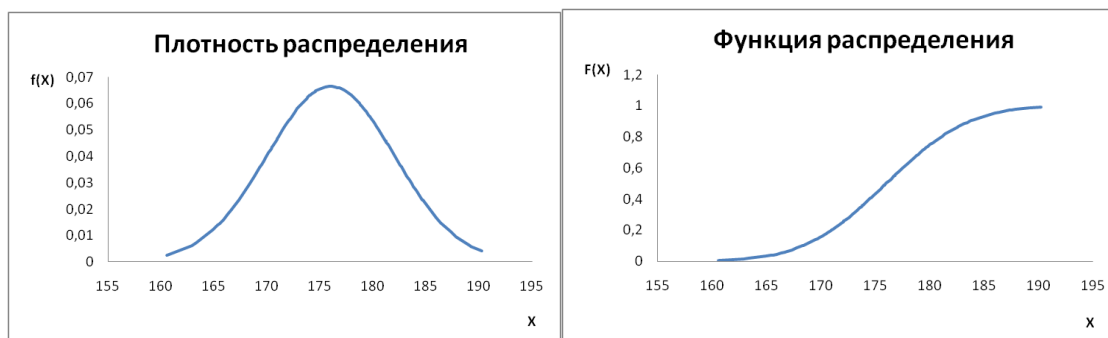 Плотность распределения
f(X)
0,07
0,06
0,05
0,04
0,03
0,02
0,01
0
155 160 165 170 175 180 185 190 195
X
Функция распределения
F(X)
1,2
1
0,8
0,6
0,4
0,2
0
155 160 165 170 175 180 185 190 195
X